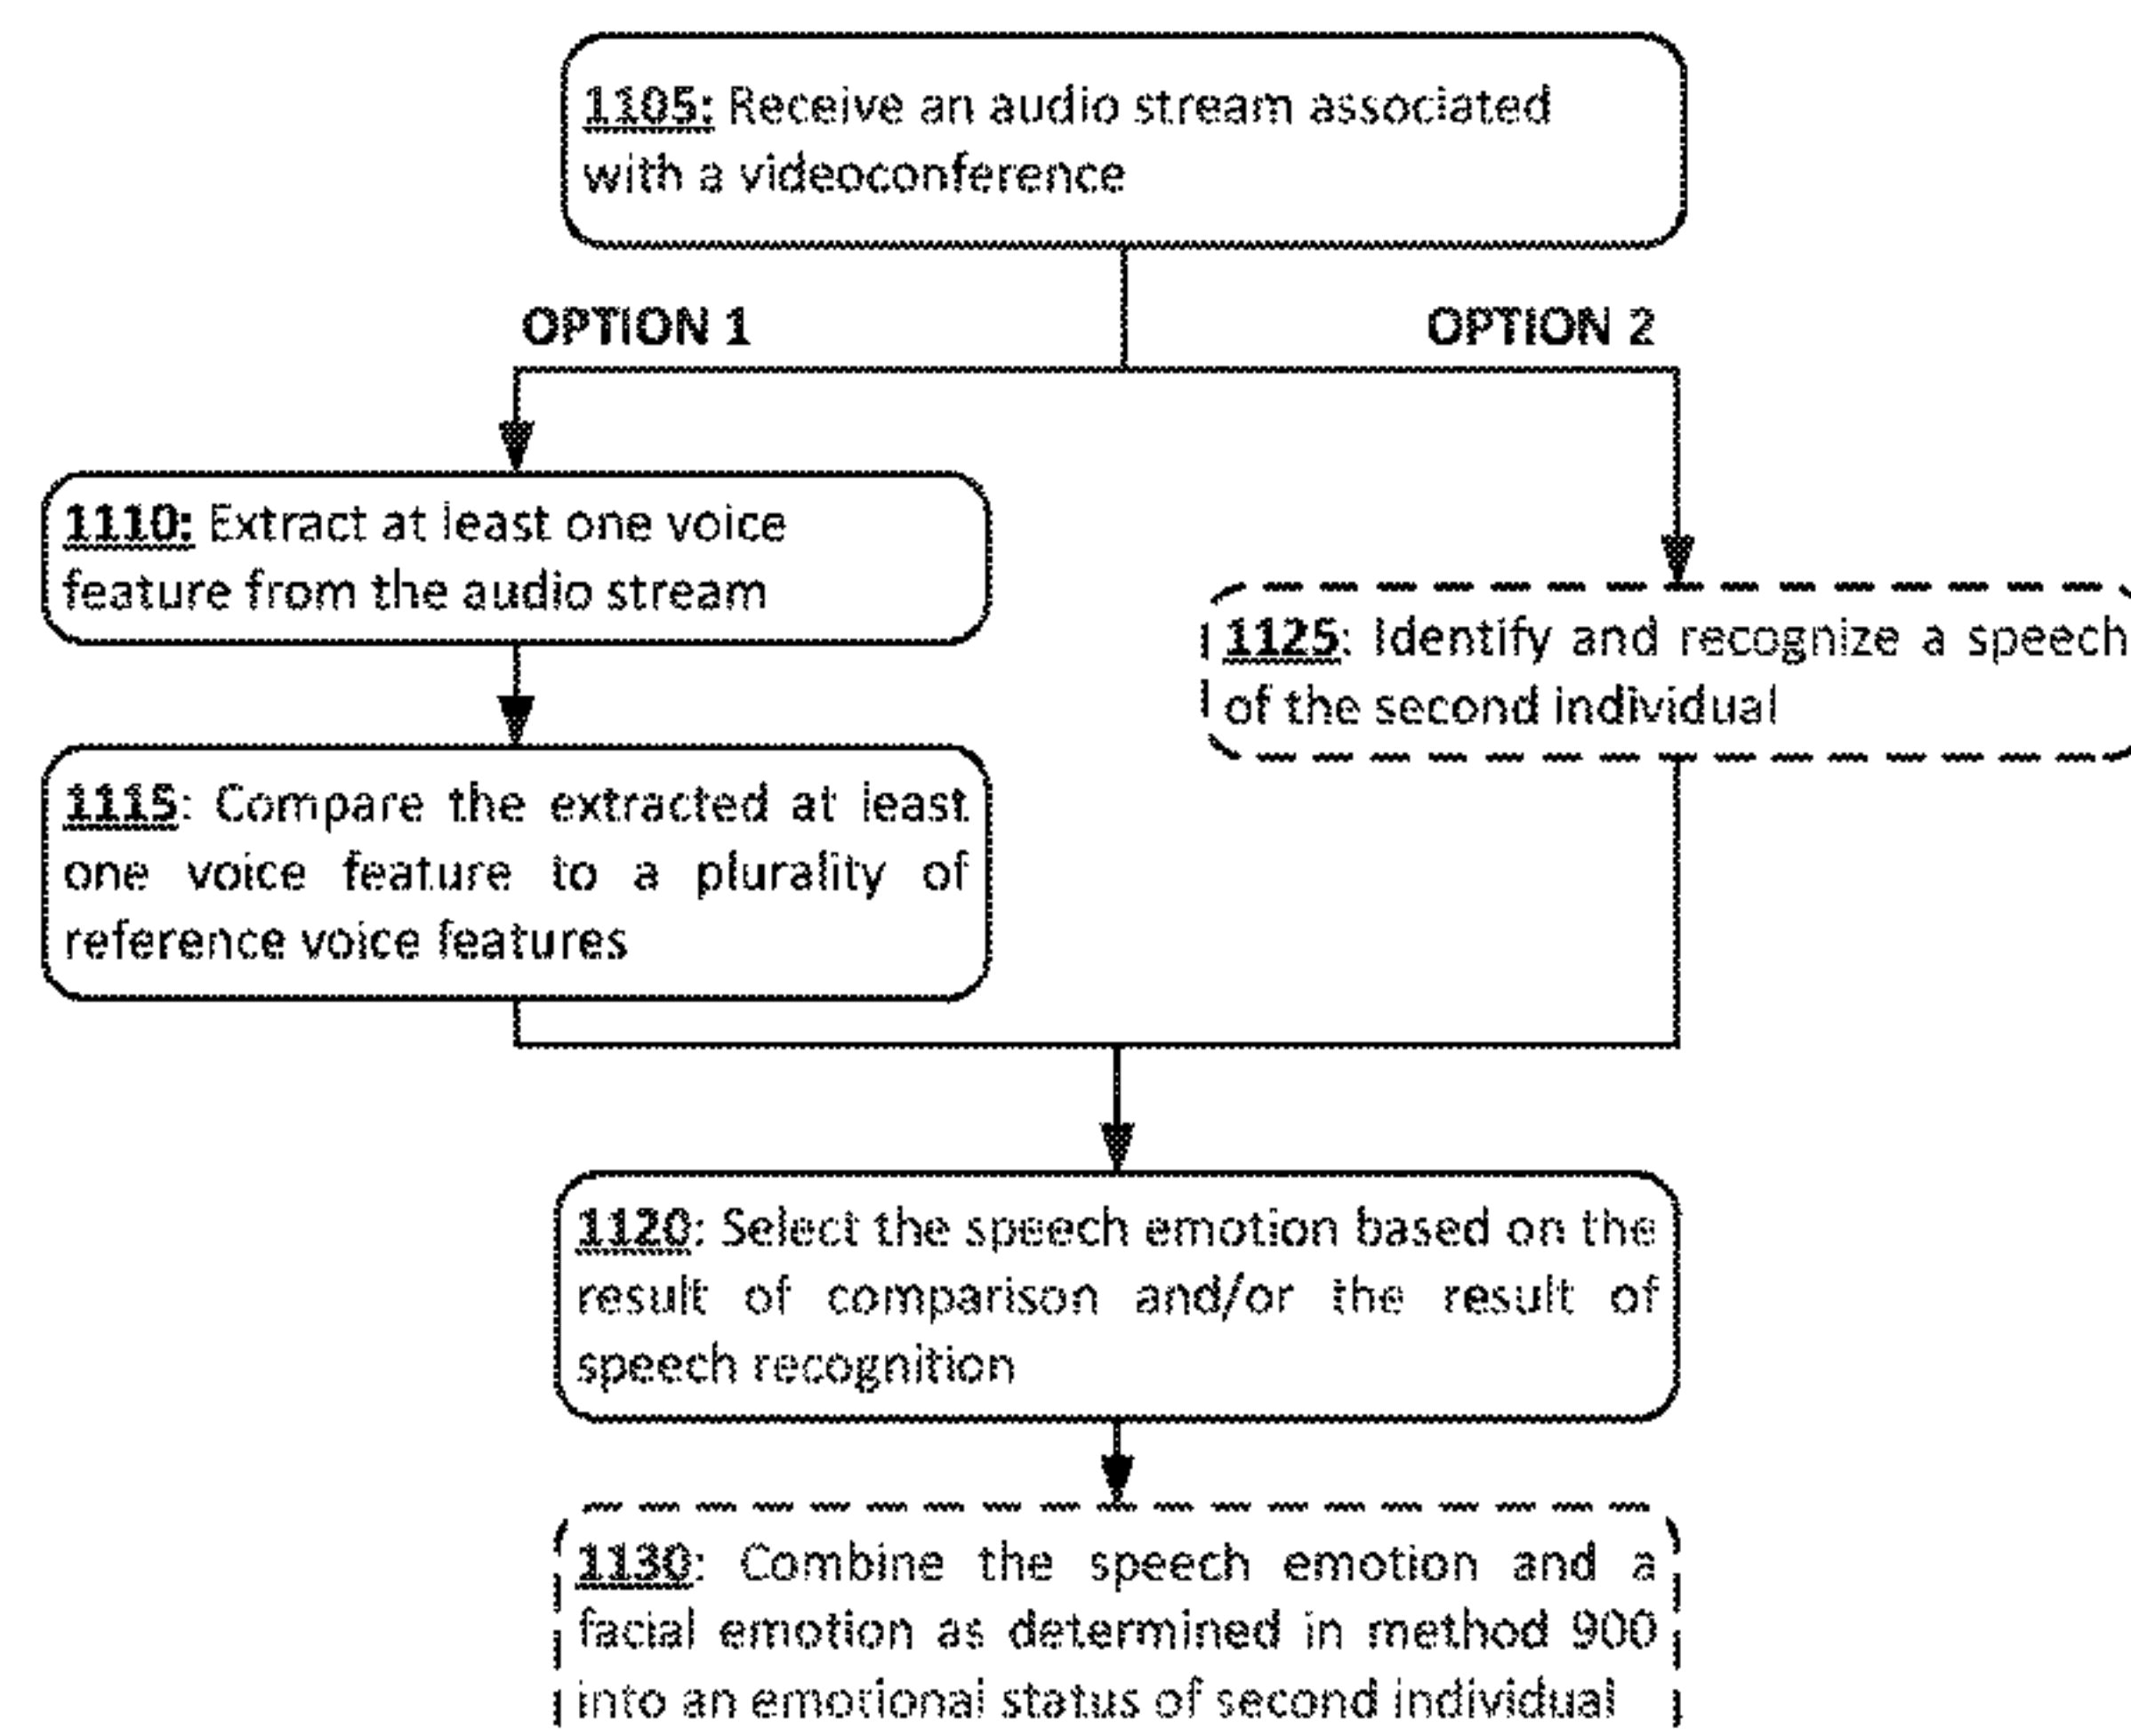 1105: Receive an audio stream associated
with a videoconference
OPTION 1
OPTION 2
1110: Extract at least one voice
feature from the audio stream
1125: Identify and recognize a speech
of the second individual
1115: Compare the extracted at least
one voice feature to a plurality of
reference voice features
1120: Select the speech emotion based on the
result of comparison and/or the result of
speech recognition
1130: Combine the speech emotion and a
facial emotion as determined in method 900
into an emotional status of second individual